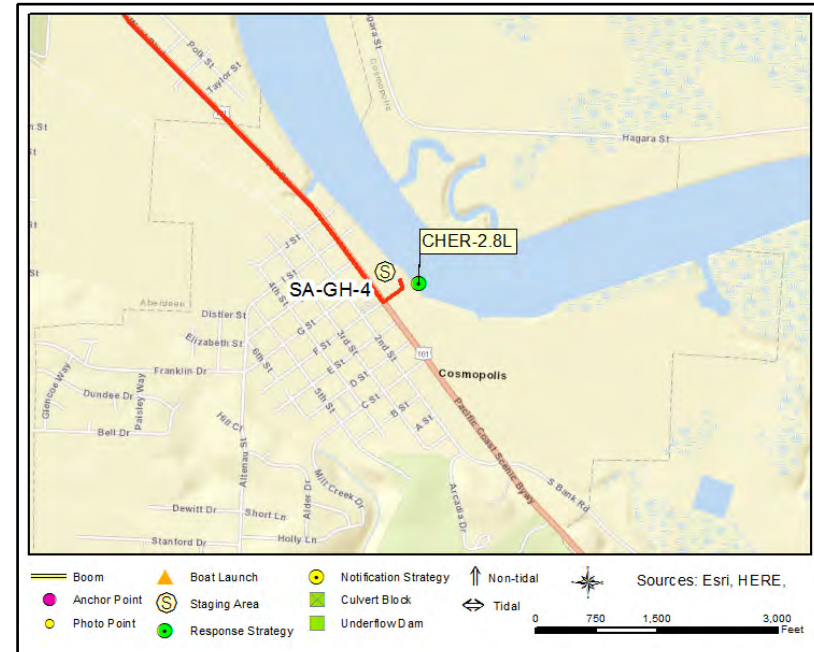 Polk St
Taylor St
Hagara St
Cosmopolis
Hagara St
101
CHER-2.8L
S
SA-GH-4
J St
I St
4th St
Aberdeen
Distler St
Elizabeth St
G St
F St
3rd St
2nd St
6th St
E St
D St
101
Cosmopolis
Franklin Dr
Glencoe Way
Dundee Dr
Paisley Way
5th St
C St
B St
A St
Bell Dr
Hill Ct
Altenau St
Mill Creek Dr
Pacific Coast Scenic Bywy
S Bank Rd
Alder Dr
Arcadia Dr
Dewitt Dr
Short Ln
Stanford Dr
Holly Ln
Boom
Boat Launch
Notification Strategy
Non-tidal
Sources: Esri, HERE,
Anchor Point
S
Staging Area
Culvert Block
Tidal
Photo Point
Response Strategy
Underflow Dam
0 750 1,500 3,000
Feet